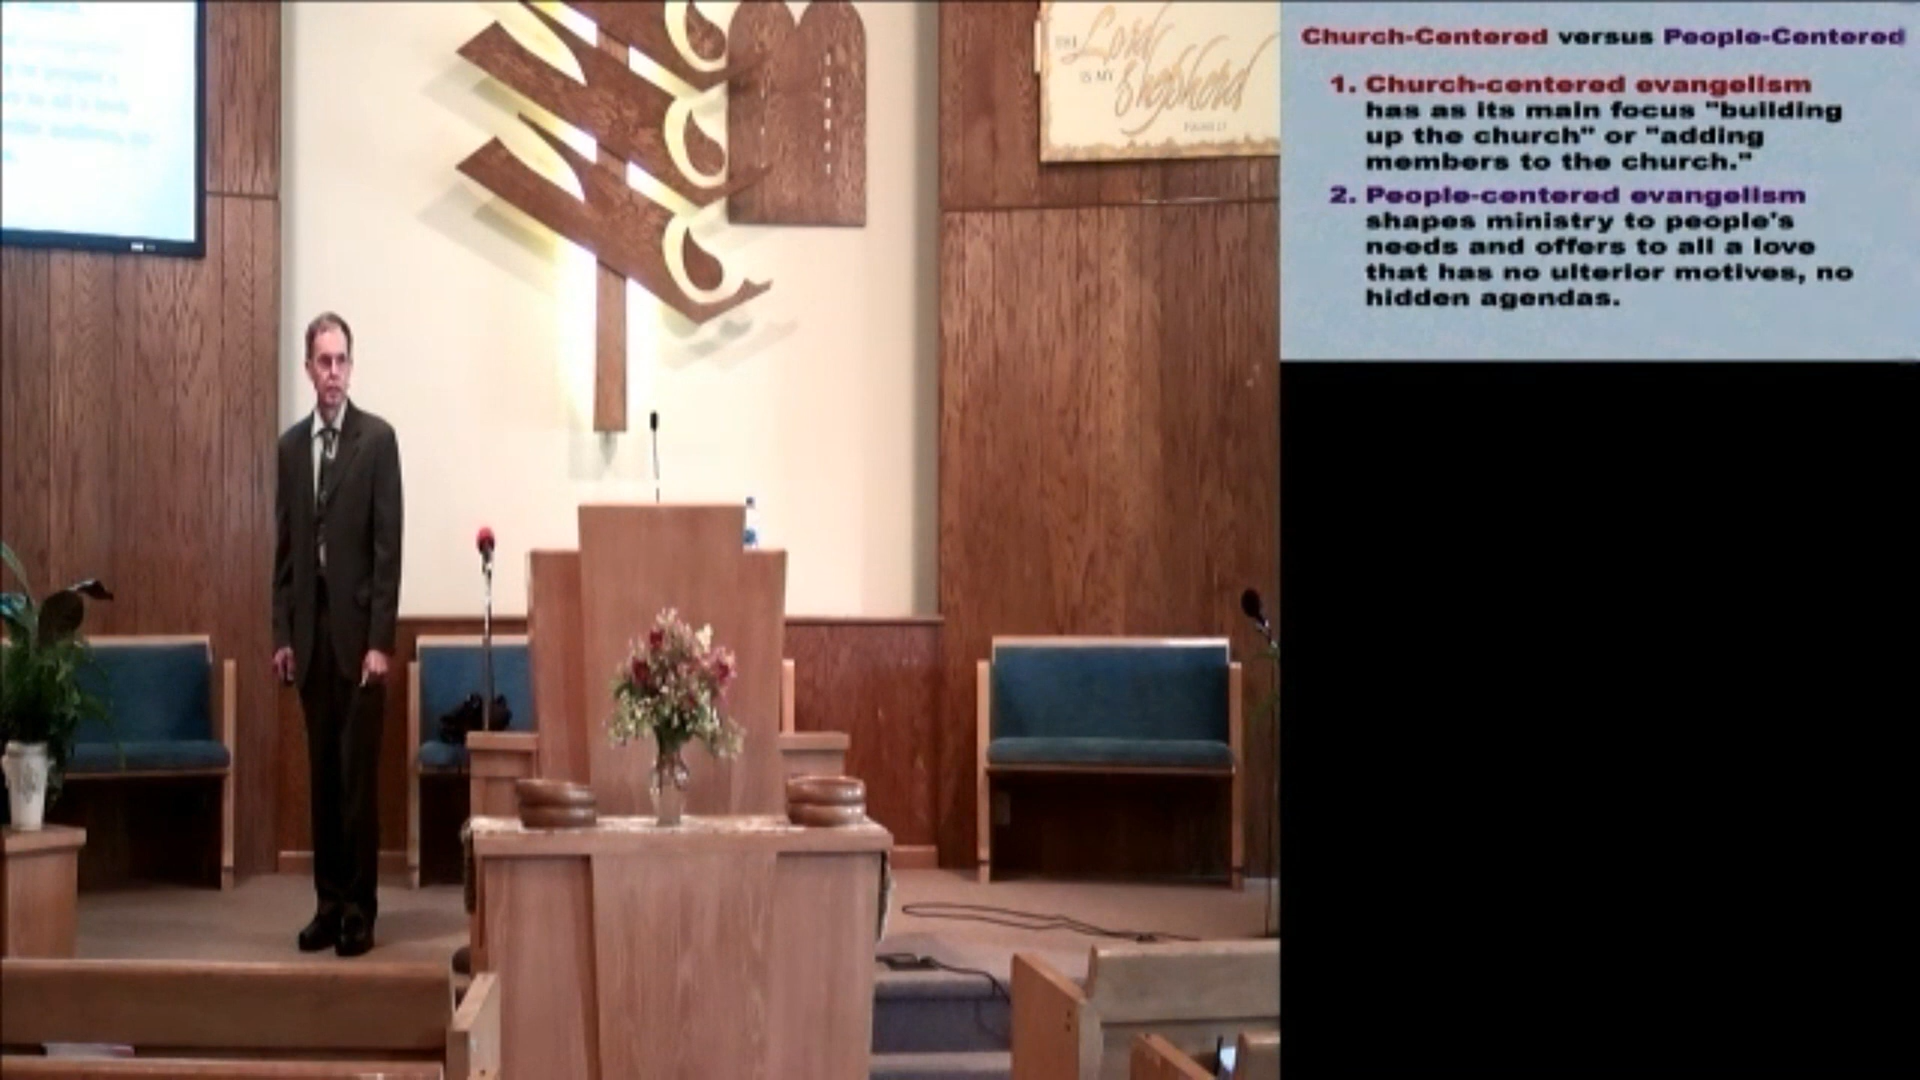 THE Lord
IS MY Shepherd
PSALM 23
Church-Centered versus People-Centered
1. Church-centered evangelism
has as its main focus "building
up the church" or "adding
members to the church."
2. People-centered evangelism
shapes ministry to people's
needs and offers to all a love
that has no ulterior motives, no
hidden agendas.